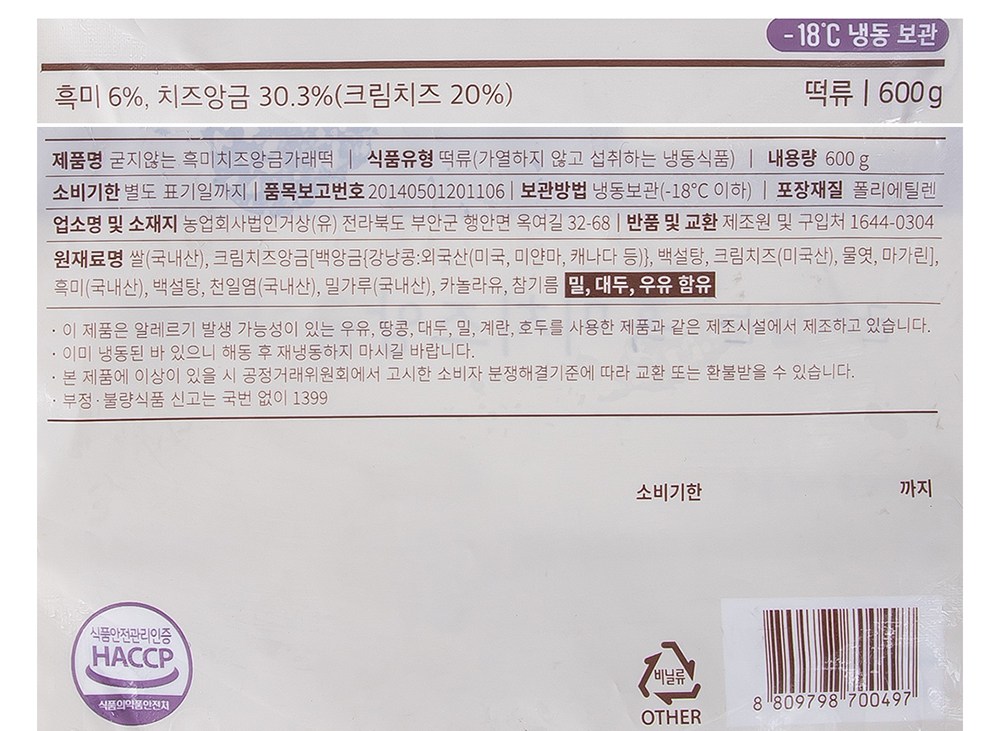 -18℃ 냉동 보관
흑미 6%, 치즈앙금 30.3%(크림치즈 20%)
떡류 | 600g
제품명 굳지않는 흑미치즈앙금가래떡 | 식품유형 떡류(가열하지 않고 섭취하는 냉동식품) | 내용량 600 g
소비기한 별도 표기일까지 | 품목보고번호 20140501201106 | 보관방법 냉동보관(-18°C 이하) | 포장재질 폴리에틸렌
업소명 및 소재지 농업회사법인거상(유) 전라북도 부안군 행안면 옥여길 32-68 | 반품 및 교환 제조원 및 구입처 1644-0304
원재료명 쌀(국내산), 크림치즈앙금[백앙금{강낭콩:외국산(미국, 미얀마, 캐나다 등)}, 백설탕, 크림치즈(미국산), 물엿, 마가린],
흑미(국내산), 백설탕, 천일염(국내산), 밀가루(국내산), 카놀라유, 참기름 밀, 대두, 우유 함유
· 이 제품은 알레르기 발생 가능성이 있는 우유, 땅콩, 대두, 밀, 계란, 호두를 사용한 제품과 같은 제조시설에서 제조하고 있습니다.
· 이미 냉동된 바 있으니 해동 후 재냉동하지 마시길 바랍니다.
· 본 제품에 이상이 있을 시 공정거래위원회에서 고시한 소비자 분쟁해결기준에 따라 교환 또는 환불받을 수 있습니다.
· 부정·불량식품 신고는 국번 없이 1399
소비기한 까지
식품안전관리인증
HACCP
식품의약품안전처
비닐류
OTHER
8 809798 700497